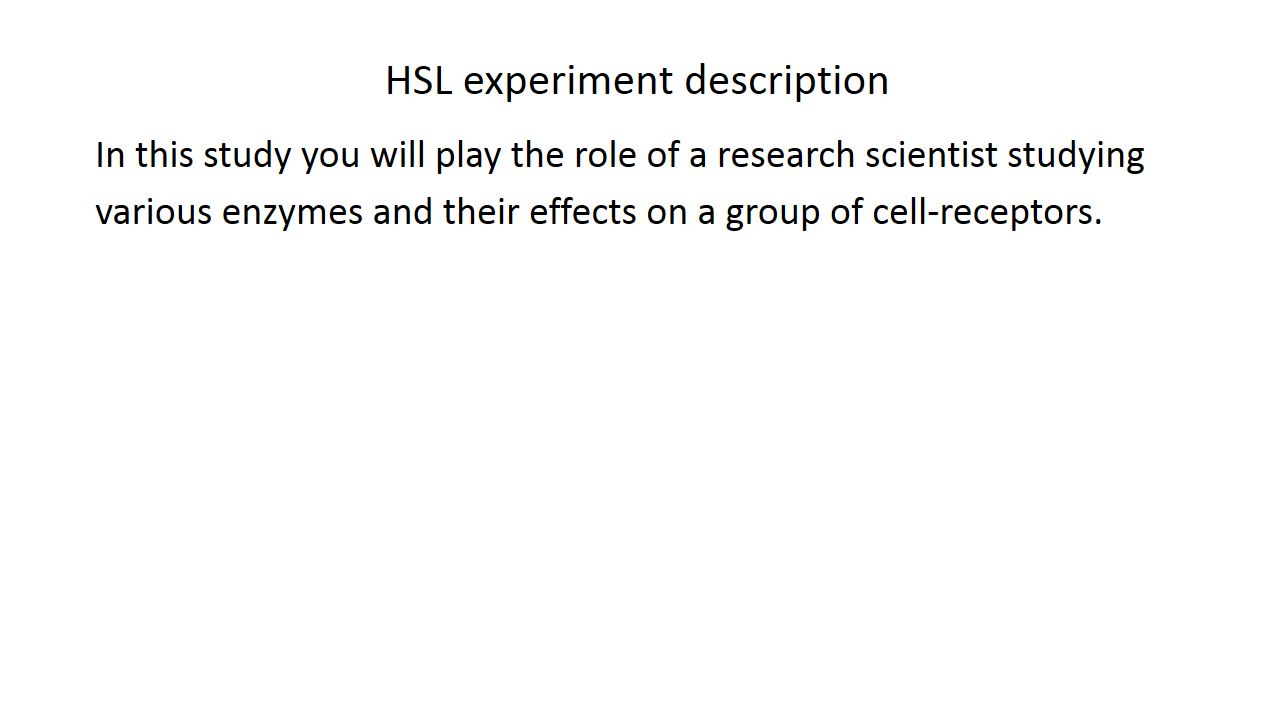 HSL experiment description
In this study you will play the role of a research scientist studying
various enzymes and their effects on a group of cell-receptors.